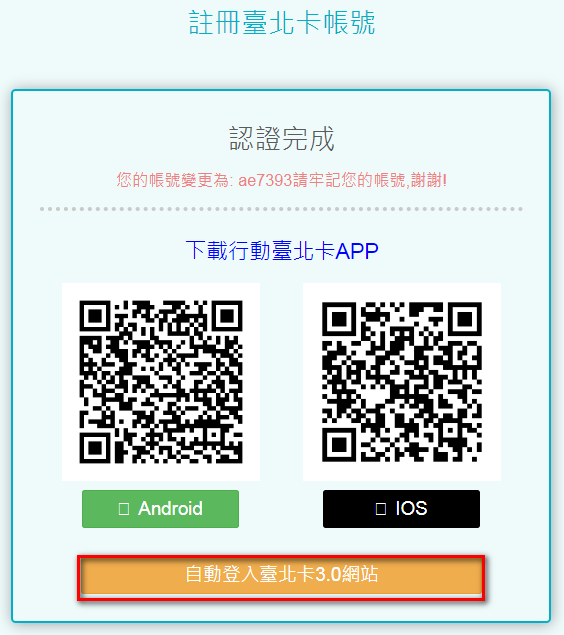 註冊臺北卡帳號
認證完成
您的帳號變更為: ae7393請牢記您的帳號,謝謝!
下載行動臺北卡APP
Android
IOS
自動登入臺北卡3.0網站